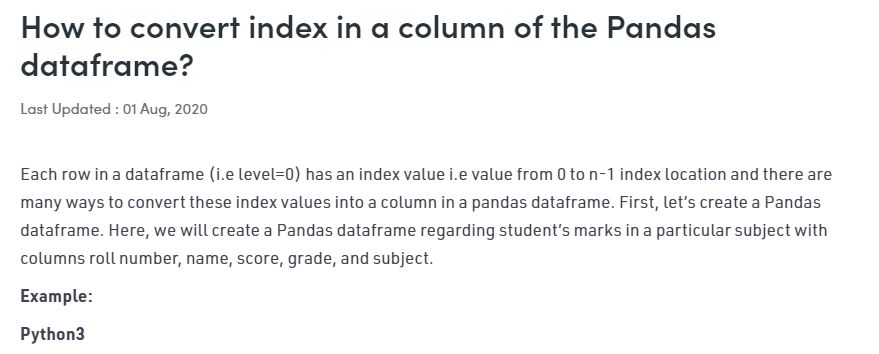 How to convert index in a column of the Pandas
dataframe?
Last Updated : 01 Aug, 2020
Each row in a dataframe (i.e level=0) has an index value i.e value from 0 to n-1 index location and there are
many ways to convert these index values into a column in a pandas dataframe. First, let’s create a Pandas
dataframe. Here, we will create a Pandas dataframe regarding student’s marks in a particular subject with
columns roll number, name, score, grade, and subject.
Example:
Python3